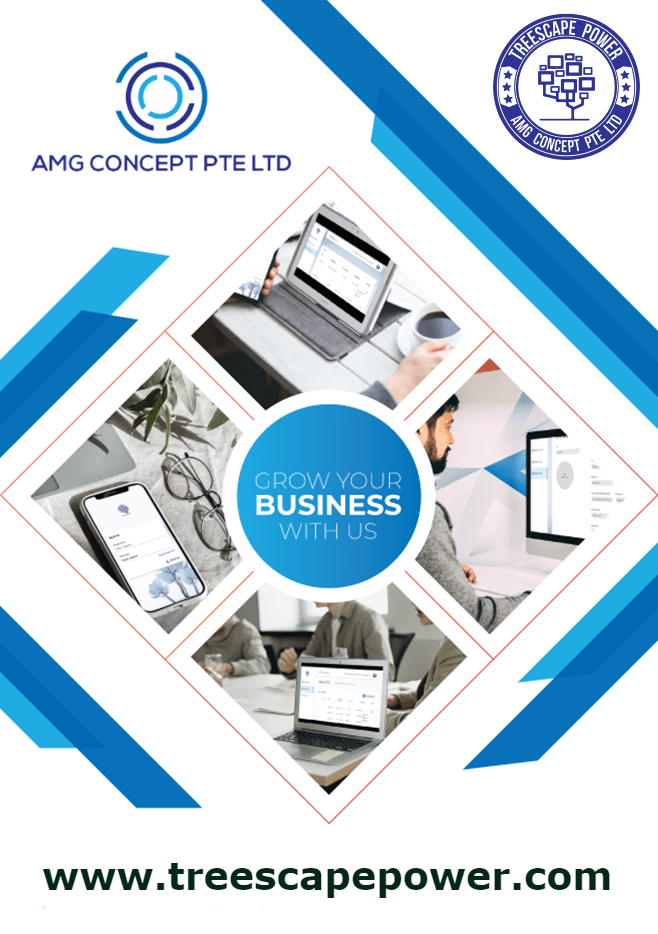 AMG CONCEPT PTE LTD
TREESCAPE POWER
AMG CONCEPT PTE LTD
GROW YOUR
BUSINESS
WITH US
www.treescapepower.com